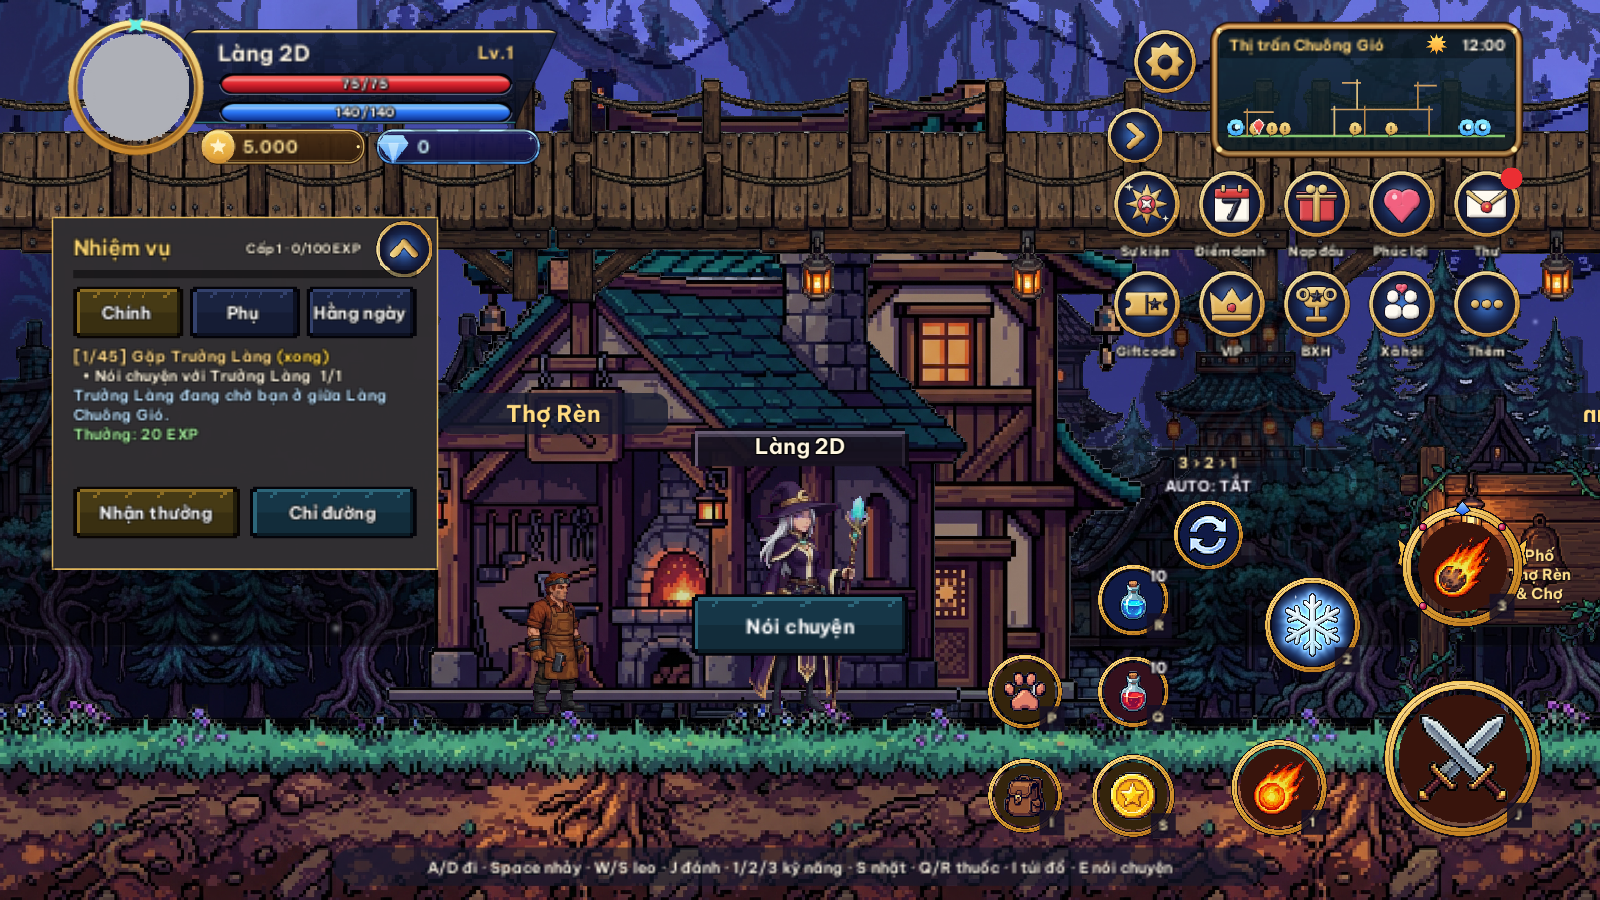 Làng 2D
Lv.1
75/75
140/140
5.000
0
Thị trấn Chuông Gió
12:00
Sự kiện
7
Điểm danh
Nạp đầu
Phúc lợi
Thư
Giftcode
VIP
BXH
Xã hội
Thêm
Nhiệm vụ
Cấp 1 · 0/100 EXP
Chính
Phụ
Hằng ngày
[1/45] Gặp Trưởng Làng (xong)
• Nói chuyện với Trưởng Làng 1/1
Trưởng Làng đang chờ bạn ở giữa Làng
Chuông Gió.
Thưởng: 20 EXP
Nhận thưởng
Chỉ đường
Thợ Rèn
Làng 2D
Nói chuyện
3 › 2 › 1
AUTO: TẮT
10
R
10
Q
P
I
S
1
2
3
J
Phố
Thợ Rèn
& Chợ
A/D đi · Space nhảy · W/S leo · J đánh · 1/2/3 kỹ năng · S nhặt · Q/R thuốc · I túi đồ · E nói chuyện